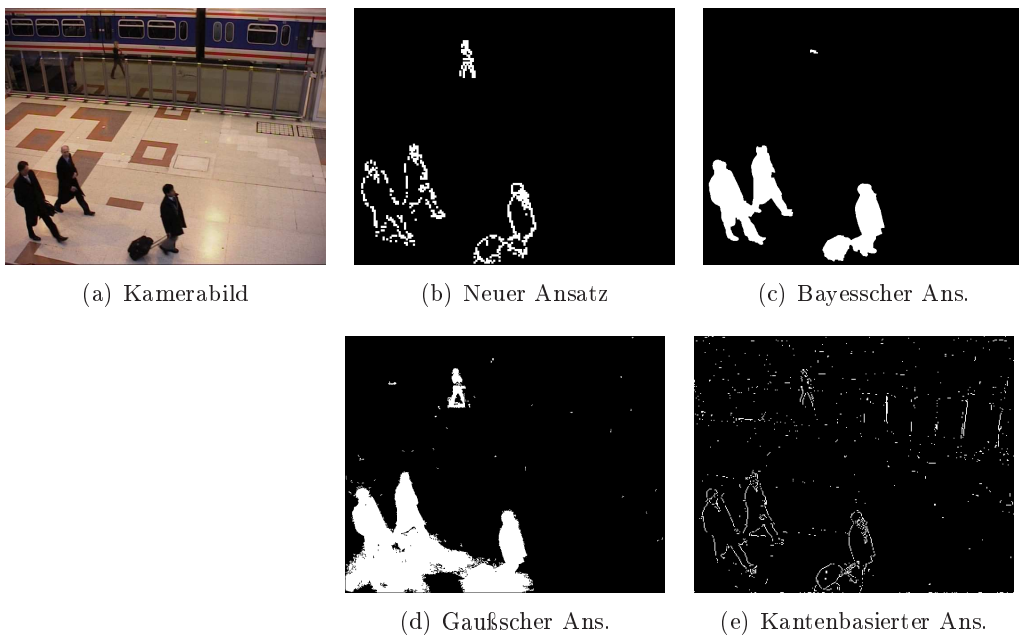 (a) Kamerabild
(b) Neuer Ansatz
(c) Bayesscher Ans.
(d) Gaußscher Ans.
(e) Kantenbasierter Ans.